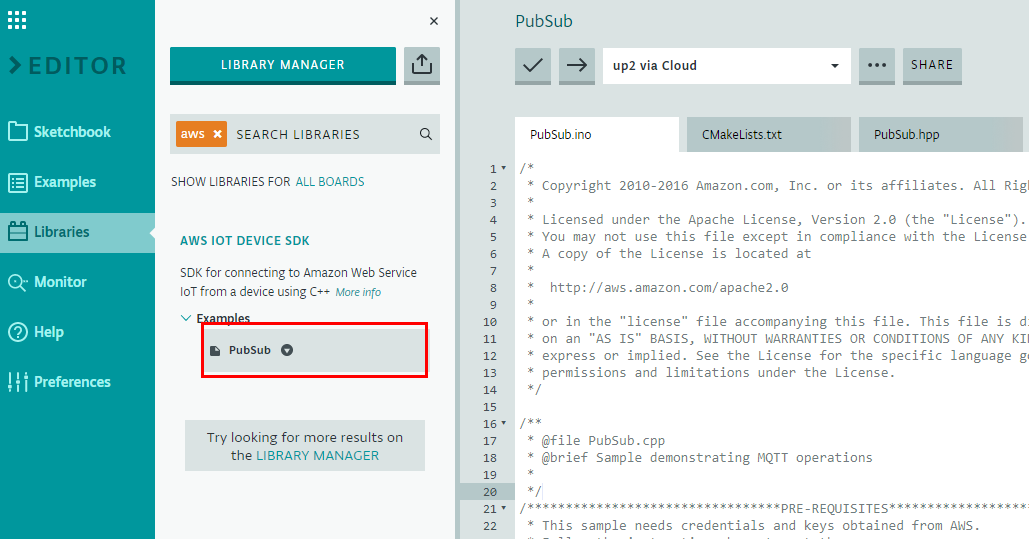 EDITOR
Sketchbook
Examples
Libraries
Monitor
Help
Preferences
×
LIBRARY MANAGER
aws × SEARCH LIBRARIES
SHOW LIBRARIES FOR ALL BOARDS
AWS IOT DEVICE SDK
SDK for connecting to Amazon Web Service
IoT from a device using C++ More info
Examples
PubSub
Try looking for more results on
the LIBRARY MANAGER
PubSub
up2 via Cloud
SHARE
PubSub.ino CMakeLists.txt PubSub.hpp
1 /*
2 * Copyright 2010-2016 Amazon.com, Inc. or its affiliates. All Righ
3 *
4 * Licensed under the Apache License, Version 2.0 (the "License").
5 * You may not use this file except in compliance with the License
6 * A copy of the License is located at
7 *
8 * http://aws.amazon.com/apache2.0
9 *
10 * or in the "license" file accompanying this file. This file is di
11 * on an "AS IS" BASIS, WITHOUT WARRANTIES OR CONDITIONS OF ANY KIN
12 * express or implied. See the License for the specific language go
13 * permissions and limitations under the License.
14 */
15
16 /**
17 * @file PubSub.cpp
18 * @brief Sample demonstrating MQTT operations
19 *
20 */
21 /*********************************PRE-REQUISITES*******************
22 * This sample needs credentials and keys obtained from AWS.